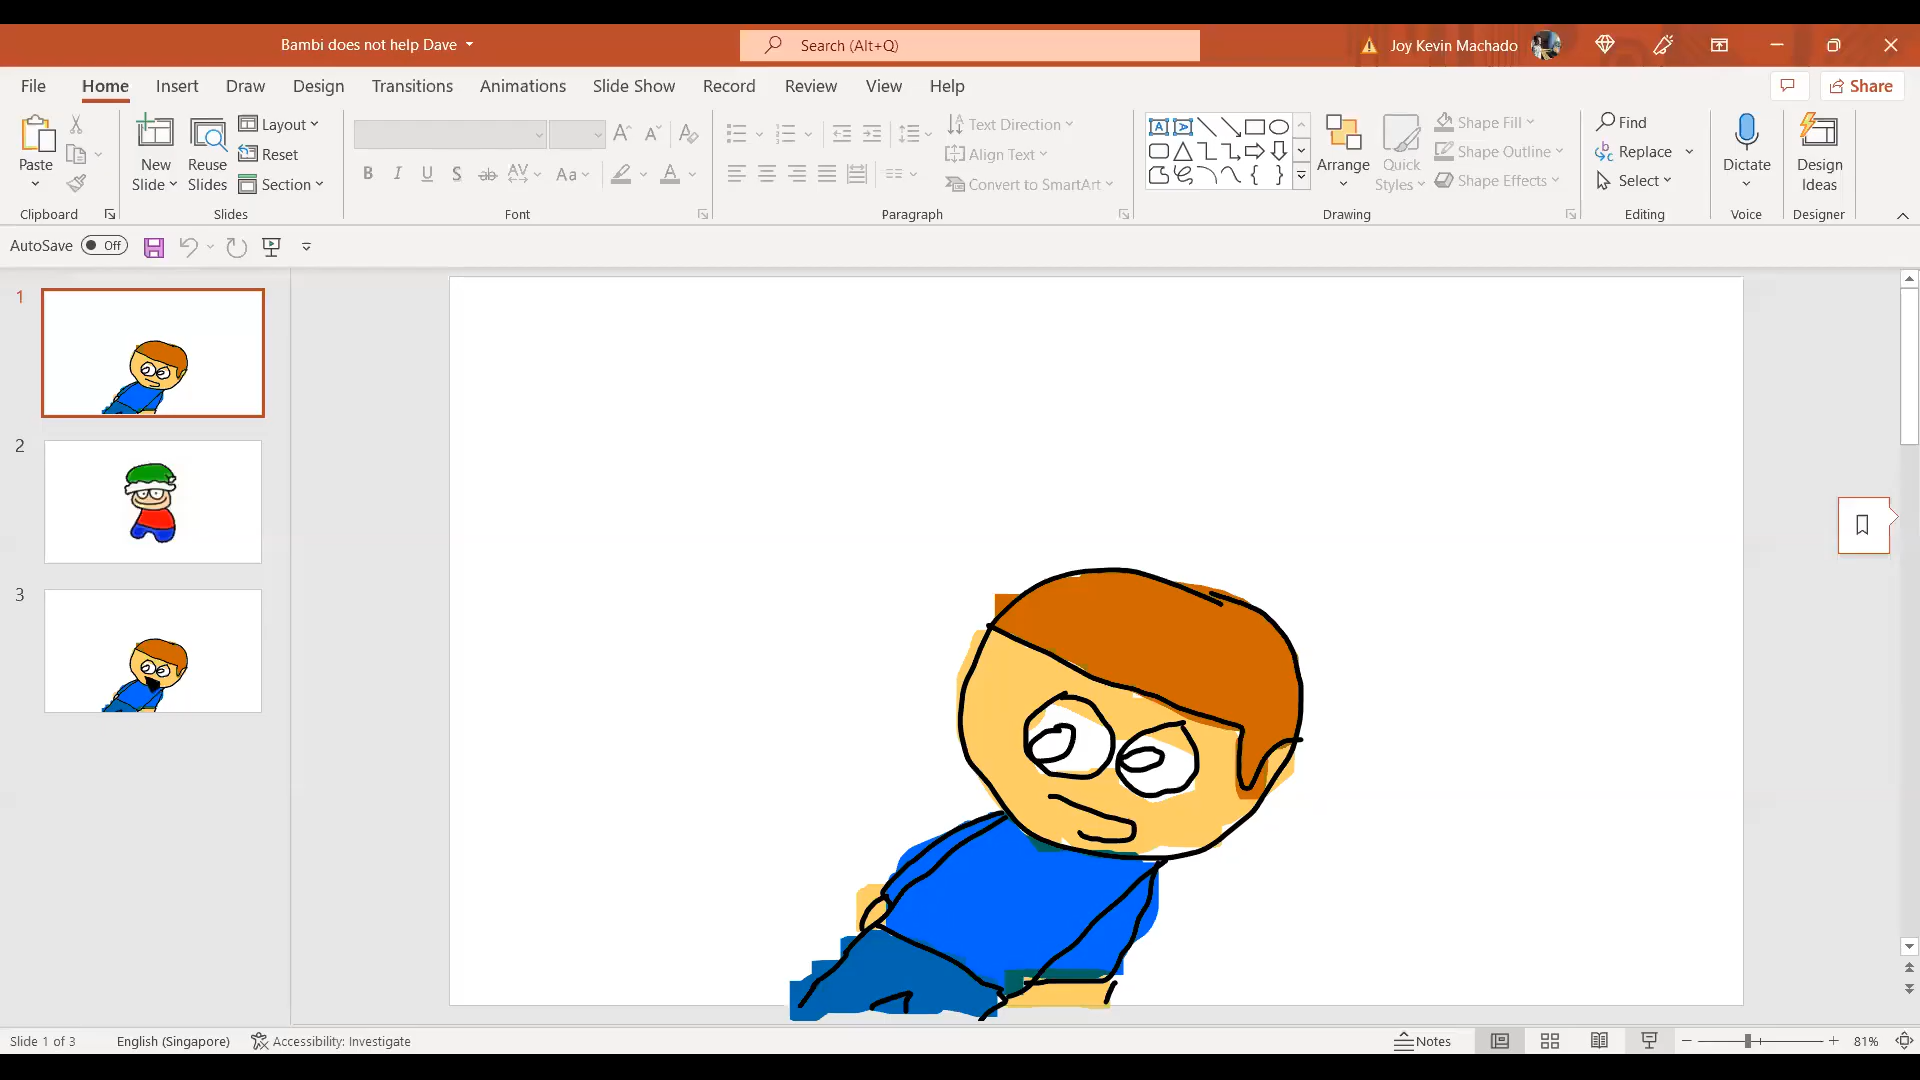 Bambi does not help Dave
Search (Alt+Q)
Joy Kevin Machado
File Home Insert Draw Design Transitions Animations Slide Show Record Review View Help
Share
Paste
New Slide
Reuse Slides
Layout
Reset
Section
B I U S ab AV Aa A
A A A
Text Direction
Align Text
Convert to SmartArt
Arrange
Quick Styles
Shape Fill
Shape Outline
Shape Effects
Find
Replace
Select
Dictate
Design Ideas
Clipboard Slides Font Paragraph Drawing Editing Voice Designer
AutoSave Off
1
2
3
Slide 1 of 3 English (Singapore) Accessibility: Investigate Notes 81%